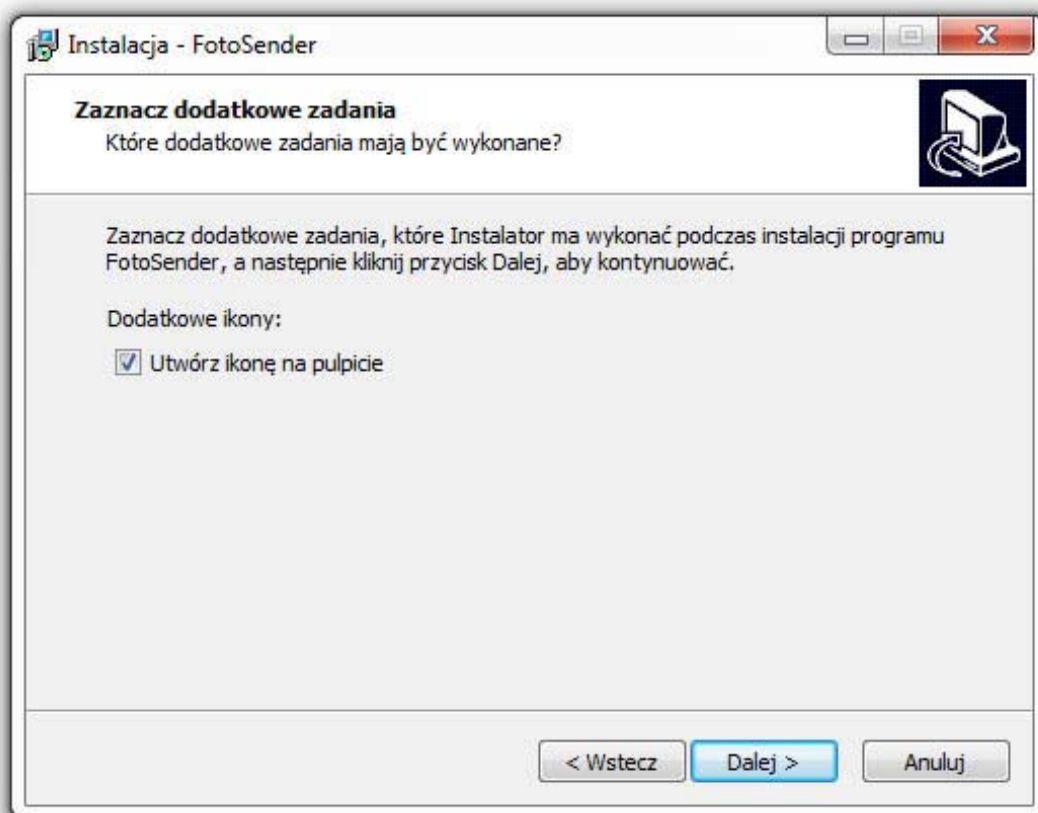 Instalacja - FotoSender
Zaznacz dodatkowe zadania
Które dodatkowe zadania mają być wykonane?
Zaznacz dodatkowe zadania, które Instalator ma wykonać podczas instalacji programu
FotoSender, a następnie kliknij przycisk Dalej, aby kontynuować.
Dodatkowe ikony:
Utwórz ikonę na pulpicie
< Wstecz Dalej > Anuluj